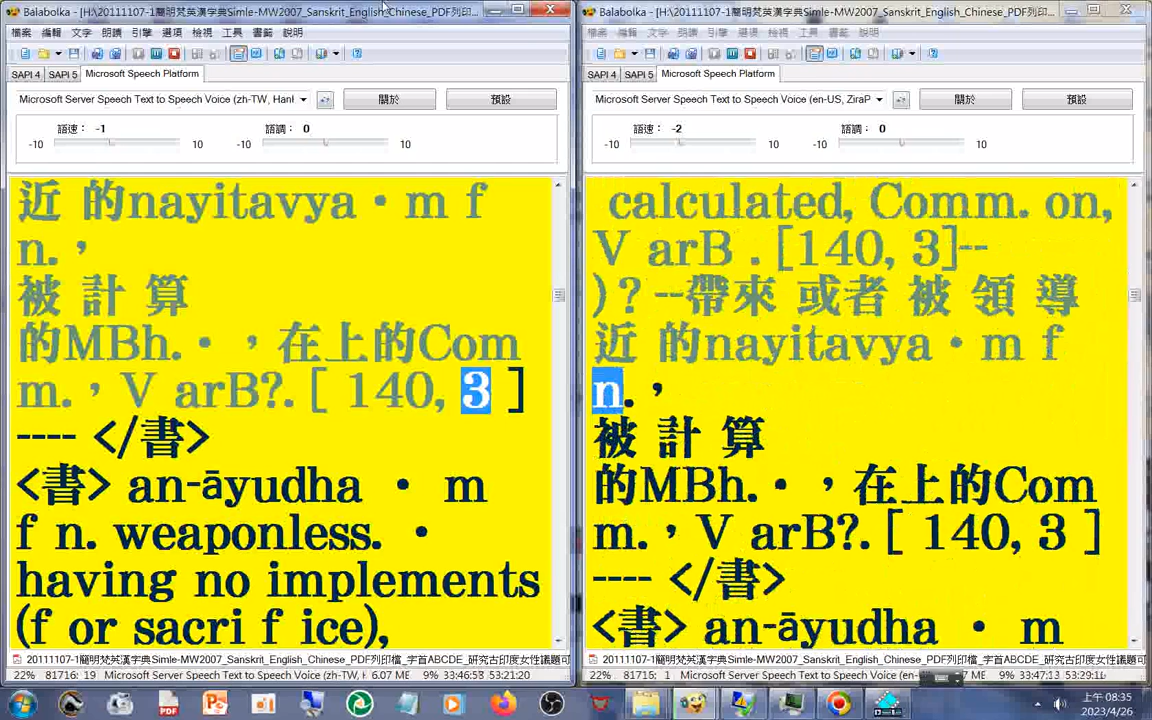 Balabolka - [H:\20111107-1簡明梵英漢字典Simle-MW2007_Sanskrit_English_Chinese_PDF列印...
檔案 編輯 文字 朗讀 引擎 選項 檢視 工具 書籤 說明
SAPI 4 SAPI 5 Microsoft Speech Platform
Microsoft Server Speech Text to Speech Voice (zh-TW, Hanl 關於 預設
語速： -1 語調： 0
-10 10 -10 10
近 的nayitavya • m f
n.，
被 計 算
的MBh.•，在上的Com
m.，V arB?.[ 140, 3 ]
---- </書>
<書> an-āyudha • m
f n. weaponless. •
having no implements
(f or sacri f ice),
20111107-1簡明梵英漢字典Simle-MW2007_Sanskrit_English_Chinese_PDF列印檔_字首ABCDE_研究古印度女性議題可
22% 81716: 19 Microsoft Server Speech Text to Speech Voice (zh-TW, H 6.07 MB 9% 33:46:53 53:21:20
Balabolka - [H:\20111107-1簡明梵英漢字典Simle-MW2007_Sanskrit_English_Chinese_PDF列印...
檔案 編輯 文字 朗讀 引擎 選項 檢視 工具 書籤 說明
SAPI 4 SAPI 5 Microsoft Speech Platform
Microsoft Server Speech Text to Speech Voice (en-US, ZiraP 關於 預設
語速： -2 語調： 0
-10 10 -10 10
calculated, Comm. on,
V arB .[140, 3]--
)？--帶來 或者 被 領 導
近 的nayitavya • m f
n.，
被 計 算
的MBh.•，在上的Com
m.，V arB?.[ 140, 3 ]
---- </書>
<書> an-āyudha • m
20111107-1簡明梵英漢字典Simle-MW2007_Sanskrit_English_Chinese_PDF列印檔_字首ABCDE_研究古印度女性議題可
22% 81715: 1 Microsoft Server Speech Text to Speech Voice (en-US, Z 6.07 MB 9% 33:47:13 53:29:11
上午 08:35
2023/4/26